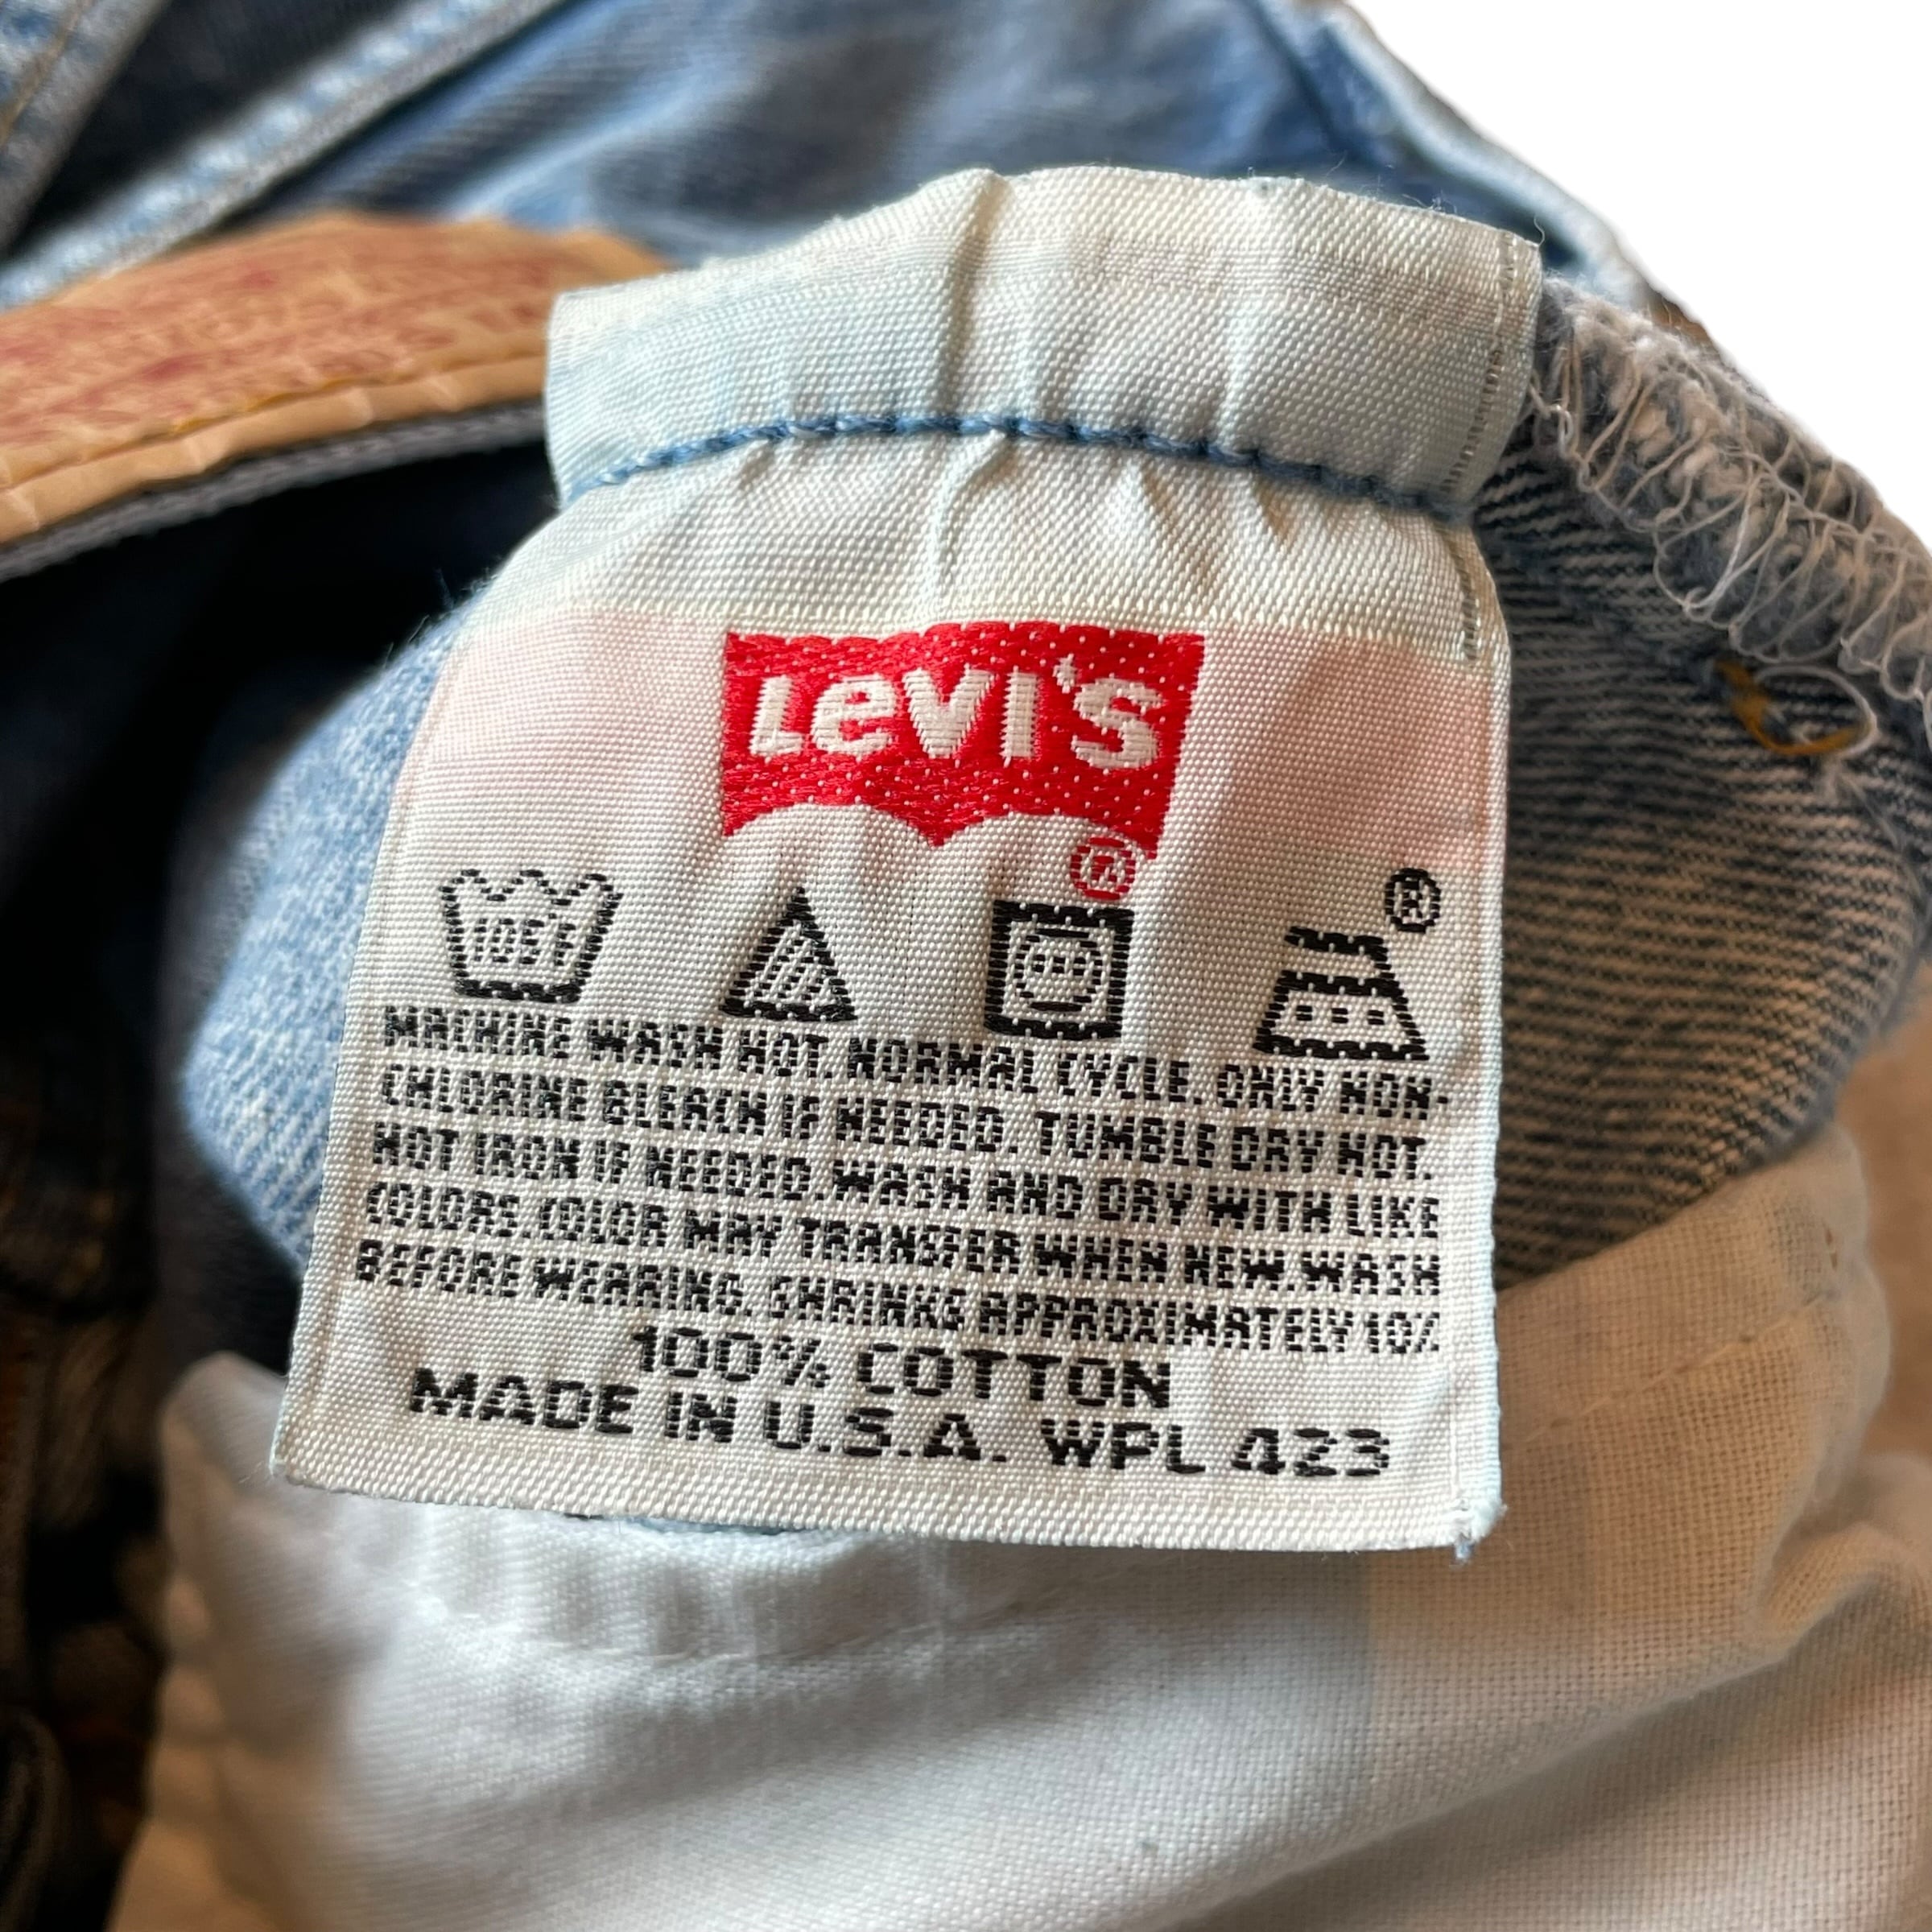 LEVI'S
®
®
105F
MACHINE WASH HOT. NORMAL CYCLE. ONLY NON-
CHLORINE BLEACH IF NEEDED. TUMBLE DRY HOT.
HOT IRON IF NEEDED. WASH AND DRY WITH LIKE
COLORS. COLOR MAY TRANSFER WHEN NEW. WASH
BEFORE WEARING. SHRINKS APPROXIMATELY 10%
100% COTTON
MADE IN U.S.A. WPL 423